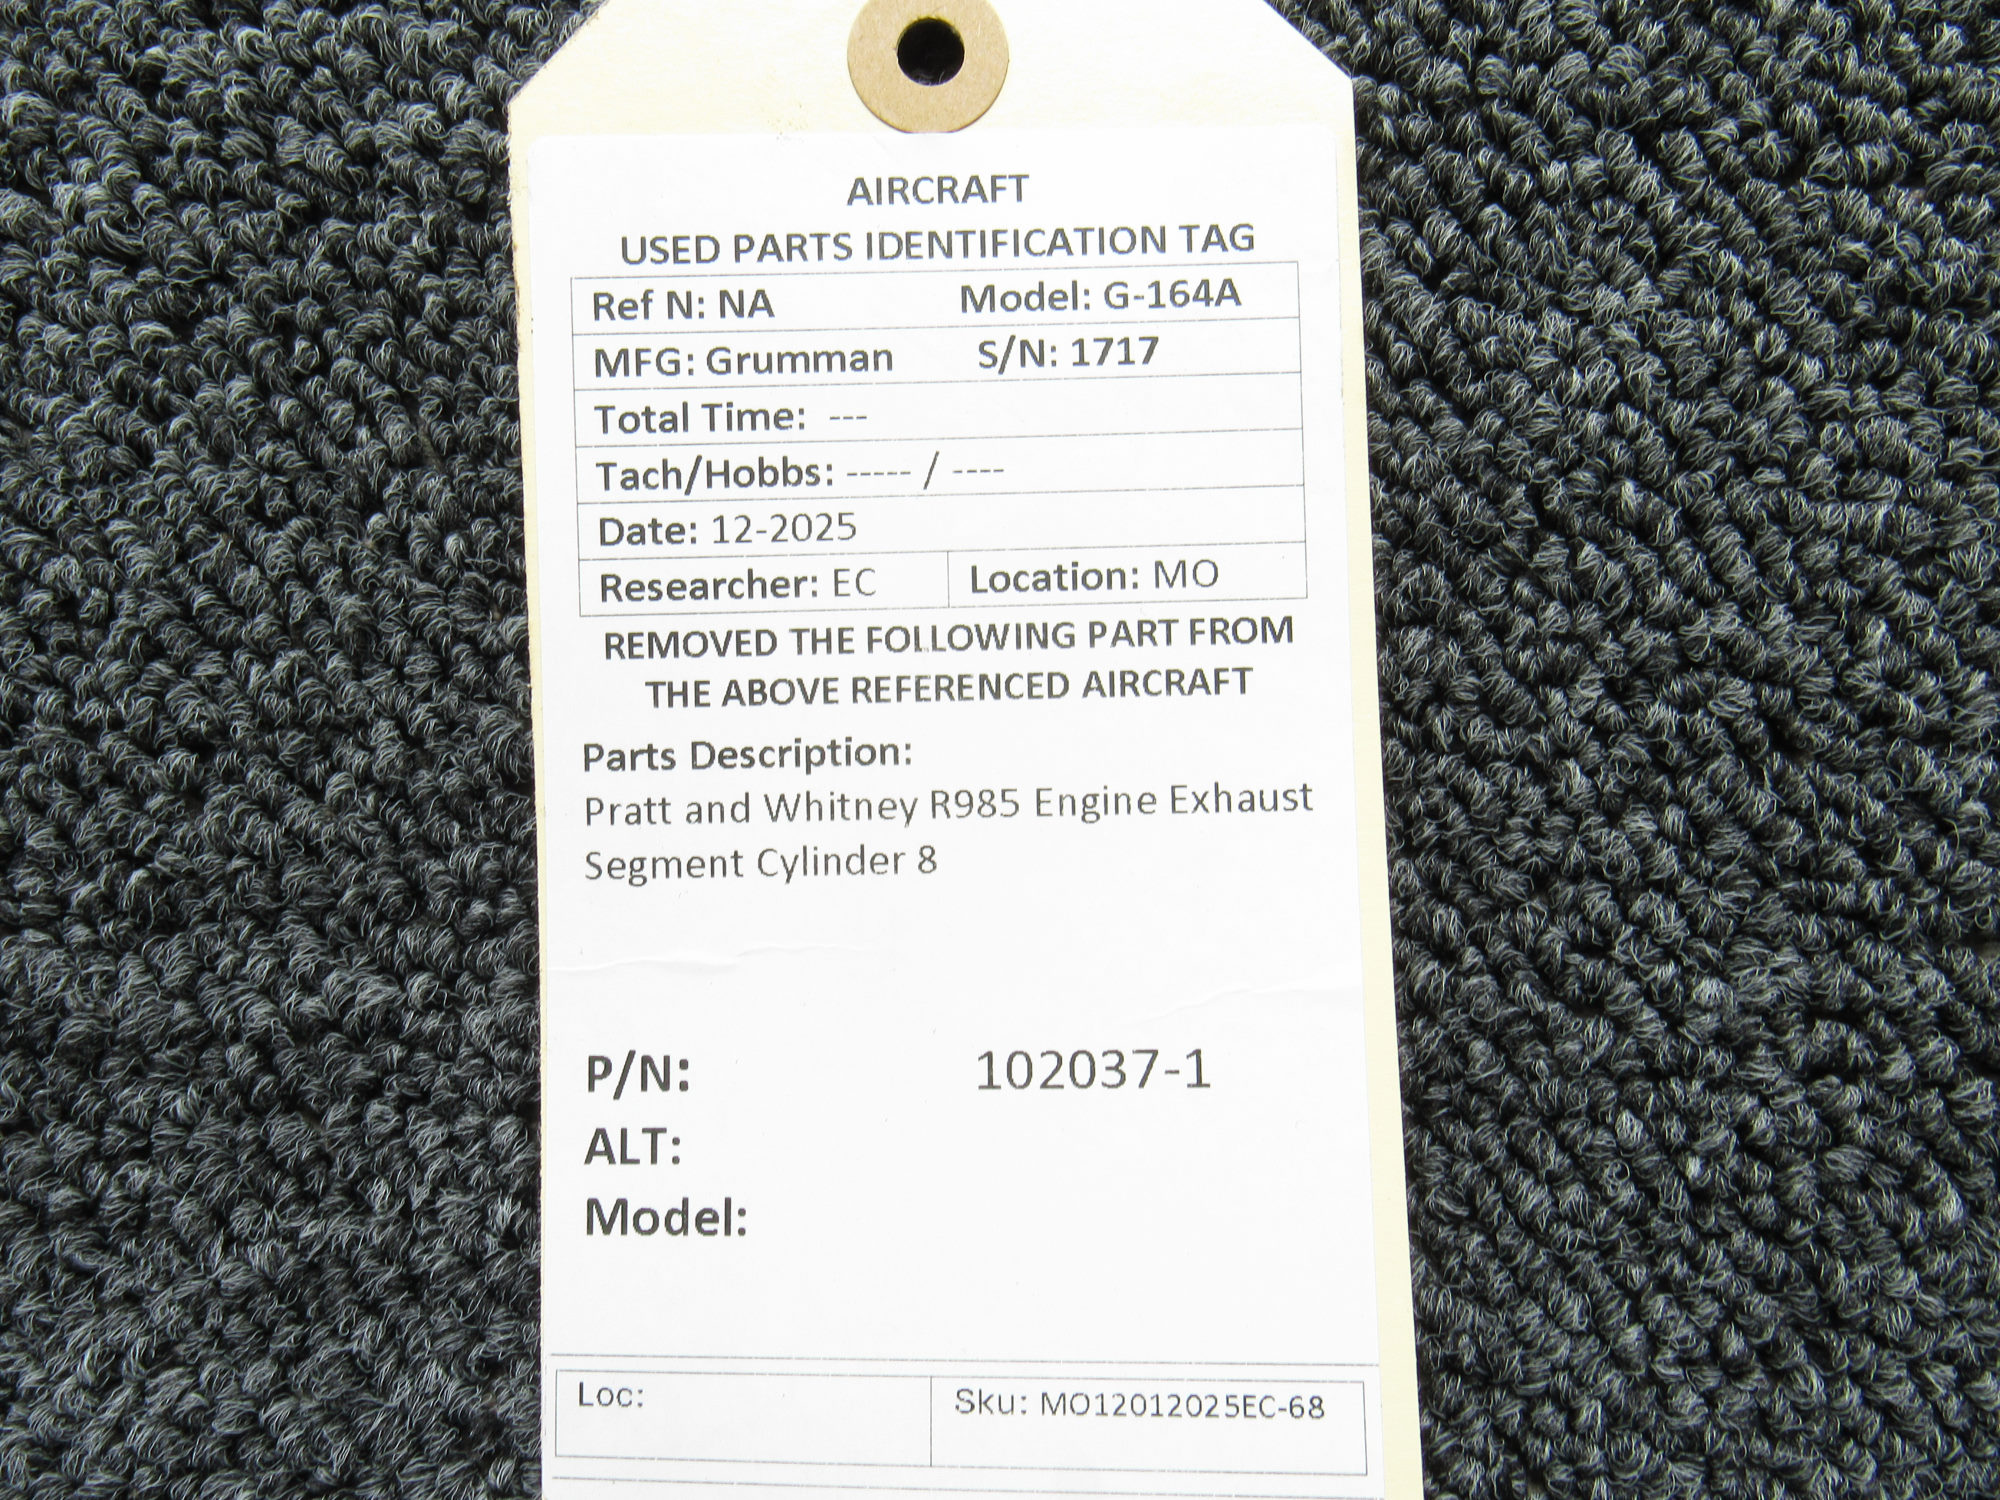 AIRCRAFT
USED PARTS IDENTIFICATION TAG
Ref N: NA Model: G-164A
MFG: Grumman S/N: 1717
Total Time: ---
Tach/Hobbs: ----- / ----
Date: 12-2025
Researcher: EC Location: MO
REMOVED THE FOLLOWING PART FROM
THE ABOVE REFERENCED AIRCRAFT
Parts Description:
Pratt and Whitney R985 Engine Exhaust
Segment Cylinder 8
P/N: 102037-1
ALT:
Model:
Loc: Sku: MO12012025EC-68